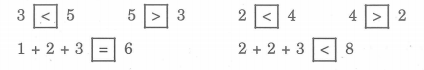 3 < 5 5 > 3 2 < 4 4 > 2
1 + 2 + 3 = 6 2 + 2 + 3 < 8